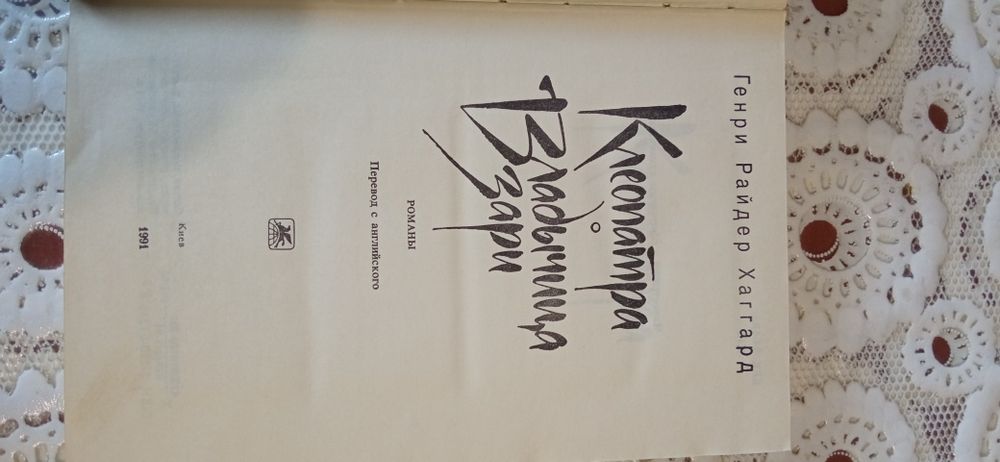 Генри Райдер Хаггард
Клеопатра
Владычица
зари
РОМАНЫ
Перевод с английского
Киев
1991